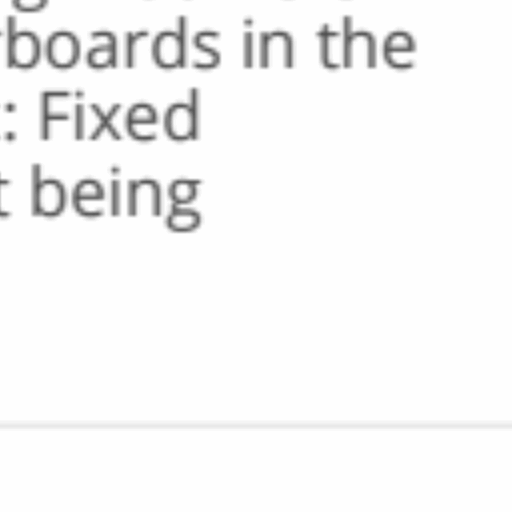 rboards in the
: Fixed
t being